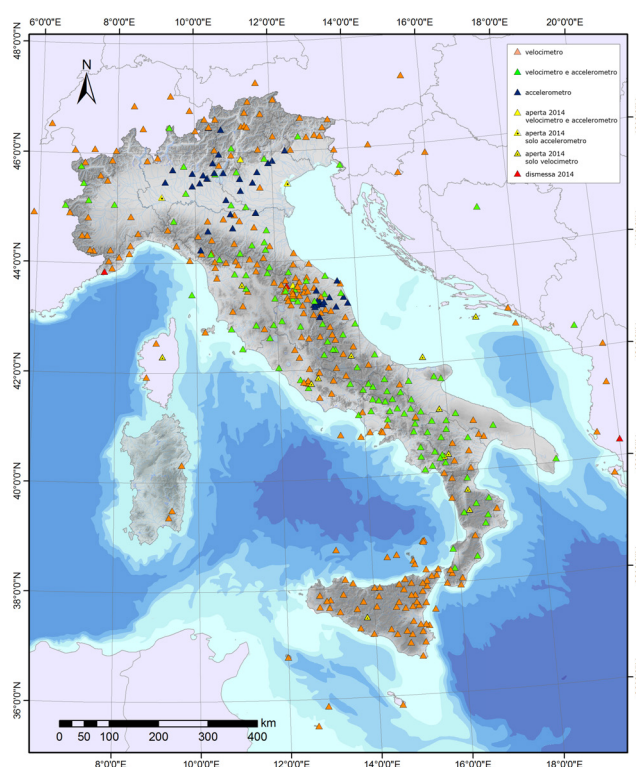 6°0'0"E 8°0'0"E 10°0'0"E 12°0'0"E 14°0'0"E 16°0'0"E 18°0'0"E 20°0'0"E
48°0'0"N
46°0'0"N
44°0'0"N
42°0'0"N
40°0'0"N
38°0'0"N
36°0'0"N
N
velocimetro
velocimetro e accelerometro
accelerometro
aperta 2014
velocimetro e accelerometro
aperta 2014
solo accelerometro
aperta 2014
solo velocimetro
dismessa 2014
km
0 50 100 200 300 400
8°0'0"E 10°0'0"E 12°0'0"E 14°0'0"E 16°0'0"E 18°0'0"E